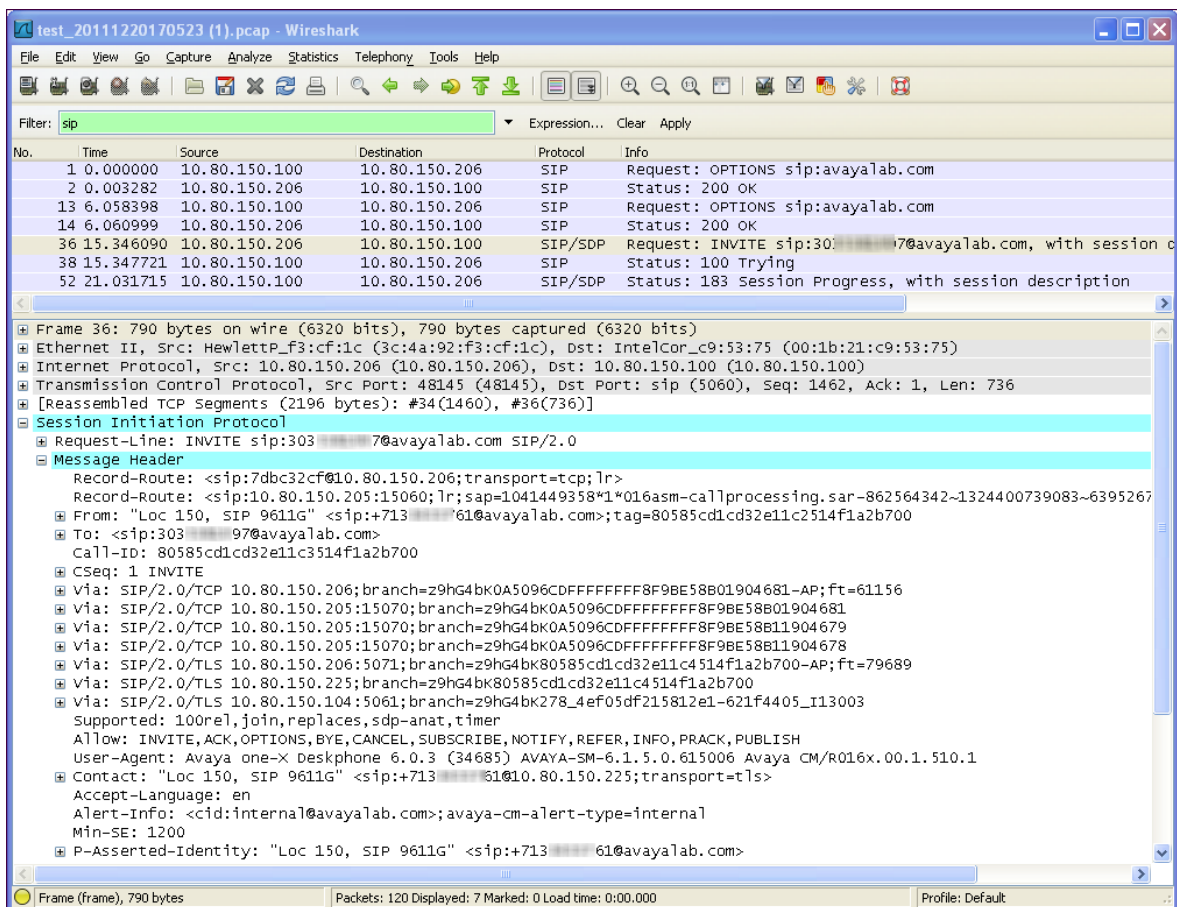 test_20111220170523 (1).pcap - Wireshark
File Edit View Go Capture Analyze Statistics Telephony Tools Help
Filter: sip Expression... Clear Apply
No. Time Source Destination Protocol Info
1 0.000000 10.80.150.100 10.80.150.206 SIP Request: OPTIONS sip:avayalab.com
2 0.003282 10.80.150.206 10.80.150.100 SIP Status: 200 OK
13 6.058398 10.80.150.100 10.80.150.206 SIP Request: OPTIONS sip:avayalab.com
14 6.060999 10.80.150.206 10.80.150.100 SIP Status: 200 OK
36 15.346090 10.80.150.206 10.80.150.100 SIP/SDP Request: INVITE sip:303 7@avayalab.com, with session d
38 15.347721 10.80.150.100 10.80.150.206 SIP Status: 100 Trying
52 21.031715 10.80.150.100 10.80.150.206 SIP/SDP Status: 183 Session Progress, with session description
Frame 36: 790 bytes on wire (6320 bits), 790 bytes captured (6320 bits)
Ethernet II, Src: HewlettP_f3:cf:1c (3c:4a:92:f3:cf:1c), Dst: IntelCor_c9:53:75 (00:1b:21:c9:53:75)
Internet Protocol, Src: 10.80.150.206 (10.80.150.206), Dst: 10.80.150.100 (10.80.150.100)
Transmission Control Protocol, Src Port: 48145 (48145), Dst Port: sip (5060), Seq: 1462, Ack: 1, Len: 736
[Reassembled TCP Segments (2196 bytes): #34(1460), #36(736)]
Session Initiation Protocol
Request-Line: INVITE sip:303 7@avayalab.com SIP/2.0
Message Header
Record-Route: <sip:7dbc32cf@10.80.150.206;transport=tcp;lr>
Record-Route: <sip:10.80.150.205:15060;lr;sap=1041449358*1*016asm-callprocessing.sar-862564342~1324400739083~6395267
From: "Loc 150, SIP 9611G" <sip:+713 61@avayalab.com>;tag=80585cd1cd32e11c2514f1a2b700
To: <sip:303 97@avayalab.com>
Call-ID: 80585cd1cd32e11c3514f1a2b700
CSeq: 1 INVITE
Via: SIP/2.0/TCP 10.80.150.206;branch=z9hG4bK0A5096CDFFFFFFFF8F9BE58B01904681-AP;ft=61156
Via: SIP/2.0/TCP 10.80.150.205:15070;branch=z9hG4bK0A5096CDFFFFFFFF8F9BE58B01904681
Via: SIP/2.0/TCP 10.80.150.205:15070;branch=z9hG4bK0A5096CDFFFFFFFF8F9BE58B11904679
Via: SIP/2.0/TCP 10.80.150.205:15070;branch=z9hG4bK0A5096CDFFFFFFFF8F9BE58B11904678
Via: SIP/2.0/TLS 10.80.150.206:5071;branch=z9hG4bK80585cd1cd32e11c4514f1a2b700-AP;ft=79689
Via: SIP/2.0/TLS 10.80.150.225;branch=z9hG4bK80585cd1cd32e11c4514f1a2b700
Via: SIP/2.0/TLS 10.80.150.104:5061;branch=z9hG4bK278_4ef05df215812e1-621f4405_I13003
Supported: 100rel,join,replaces,sdp-anat,timer
Allow: INVITE,ACK,OPTIONS,BYE,CANCEL,SUBSCRIBE,NOTIFY,REFER,INFO,PRACK,PUBLISH
User-Agent: Avaya one-X Deskphone 6.0.3 (34685) AVAYA-SM-6.1.5.0.615006 Avaya CM/R016x.00.1.510.1
Contact: "Loc 150, SIP 9611G" <sip:+713 61@10.80.150.225;transport=tls>
Accept-Language: en
Alert-Info: <cid:internal@avayalab.com>;avaya-cm-alert-type=internal
Min-SE: 1200
P-Asserted-Identity: "Loc 150, SIP 9611G" <sip:+713 61@avayalab.com>
Frame (frame), 790 bytes Packets: 120 Displayed: 7 Marked: 0 Load time: 0:00.000 Profile: Default